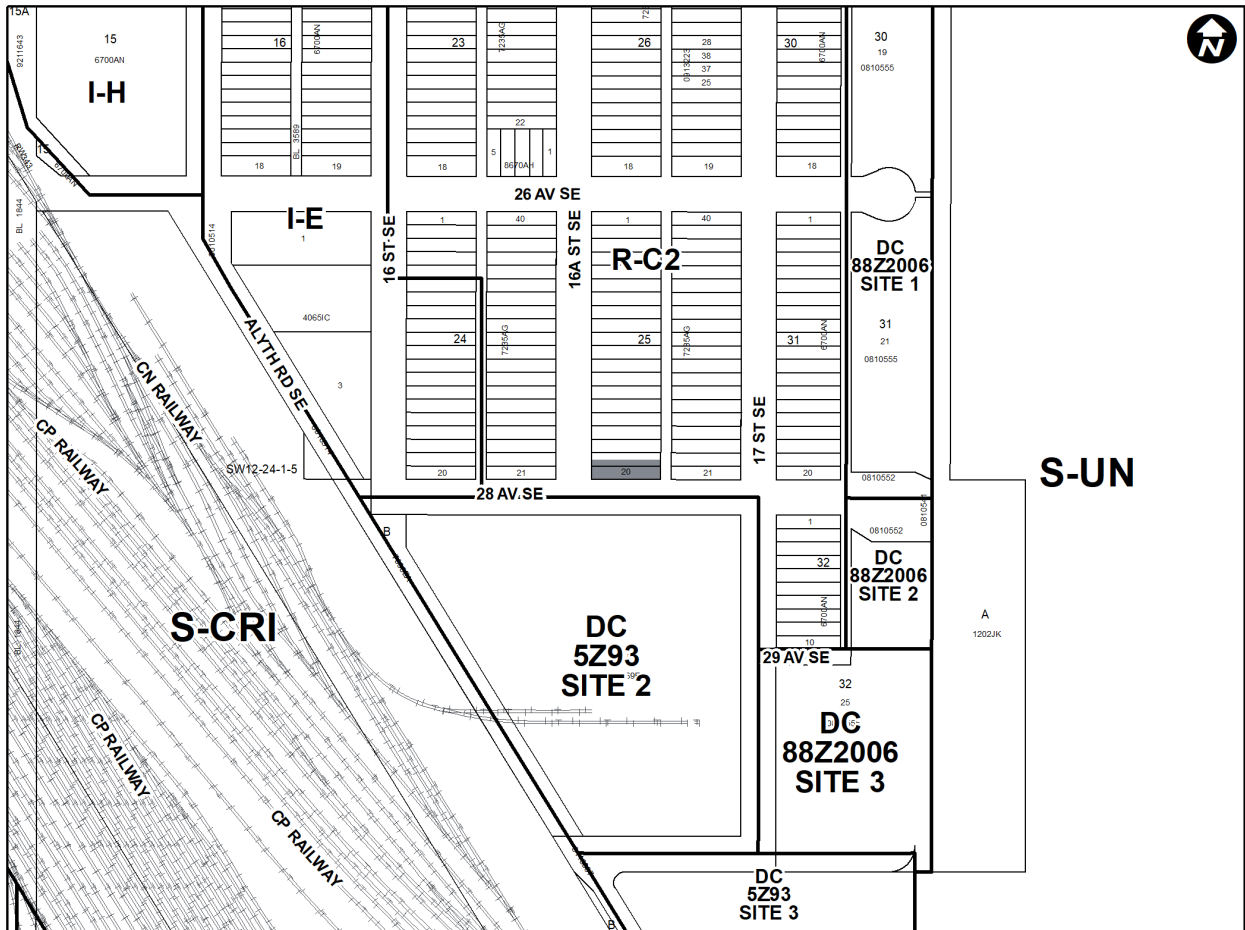 15A
15
6700AN
I-H
9211643
16
6700AN
23
7235AG
26
28
38
37
25
0913223
30
6700AN
30
19
0810555
N
15
BL 3589
22
5
8670AH
1
18
19
18
18
19
18
26 AV SE
BL 1844
I-E
1
16 ST SE
1
40
16A ST SE
1
40
1
R-C2
DC
88Z2006
SITE 1
4065IC
ALYTH RD SE
24
7235AG
25
7235AG
31
6700AN
31
21
0810555
3
CN RAILWAY
CP RAILWAY
17 ST SE
SW12-24-1-5
20
21
20
21
20
0810552
S-UN
28 AV SE
B
1
0810552
32
DC
88Z2006
SITE 2
6700AN
10
A
1202JK
S-CRI
DC
5Z93
SITE 2
29 AV SE
32
25
DC
88Z2006
SITE 3
CP RAILWAY
CP RAILWAY
DC
5Z93
SITE 3
B